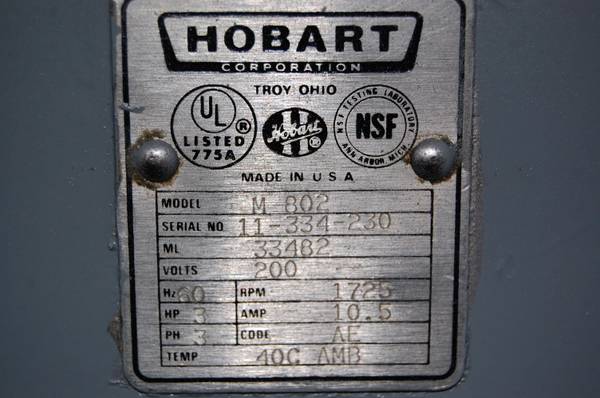 HOBART
CORPORATION
TROY OHIO
UL ®
LISTED
775A
Hobart ®
N.S.F. TESTING LABORATORY
NSF
ANN ARBOR, MICH.
MADE IN U S A
MODEL M 802
SERIAL NO 11-334-230
ML 33482
VOLTS 200
Hz 60 RPM 1725
HP 3 AMP 10.5
PH 3 CODE AE
TEMP 40C AMB